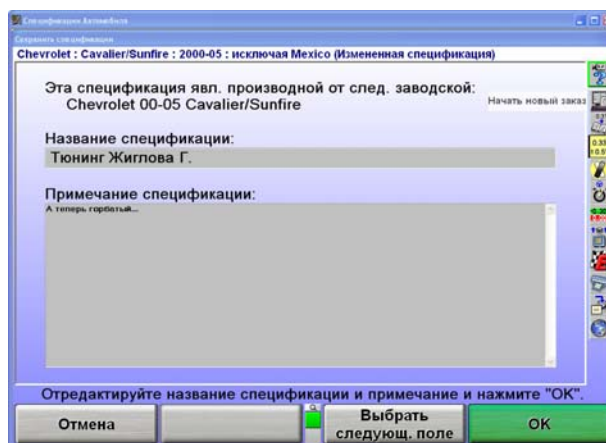 Спецификации Автомобиля
Сохранить спецификации
Chevrolet : Cavalier/Sunfire : 2000-05 : исключая Mexico (Измененная спецификация)
Эта спецификация явл. производной от след. заводской:
Chevrolet 00-05 Cavalier/Sunfire
Начать новый заказ
Название спецификации:
Тюнинг Жиглова Г.
Примечание спецификации:
А теперь горбатый...
Отредактируйте название спецификации и примечание и нажмите "OK".
Отмена
Выбрать
следующ. поле
OK